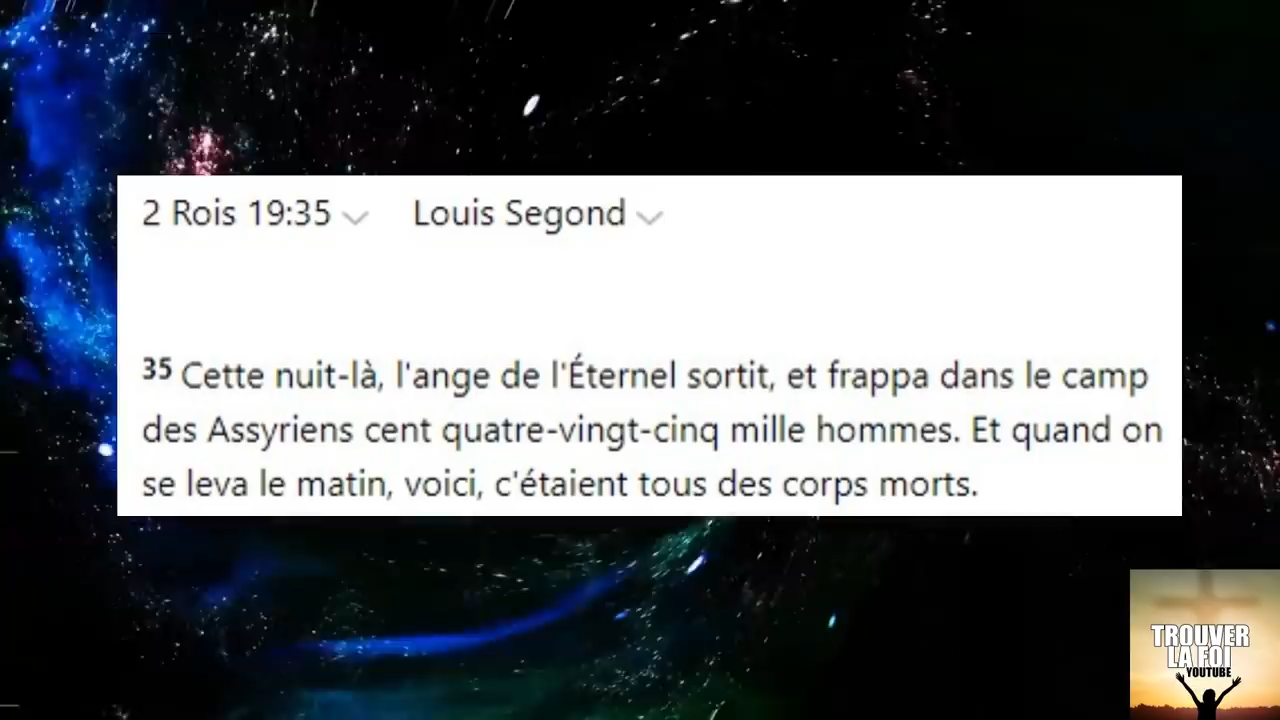 2 Rois 19:35 Louis Segond
35 Cette nuit-là, l'ange de l'Éternel sortit, et frappa dans le camp
des Assyriens cent quatre-vingt-cinq mille hommes. Et quand on
se leva le matin, voici, c'étaient tous des corps morts.
TROUVER
LA FOI
YOUTUBE